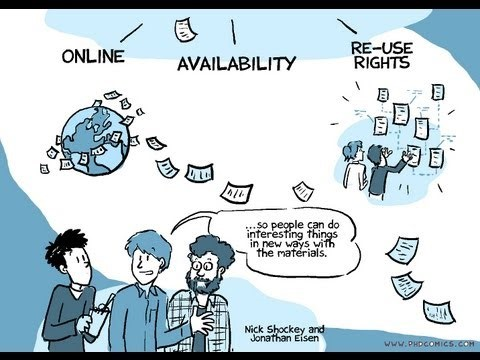 ONLINE
AVAILABILITY
RE-USE
RIGHTS
...so people can do
interesting things
in new ways with
the materials.
Nick Shockey and
Jonathan Eisen
WWW.PHDCOMICS.COM